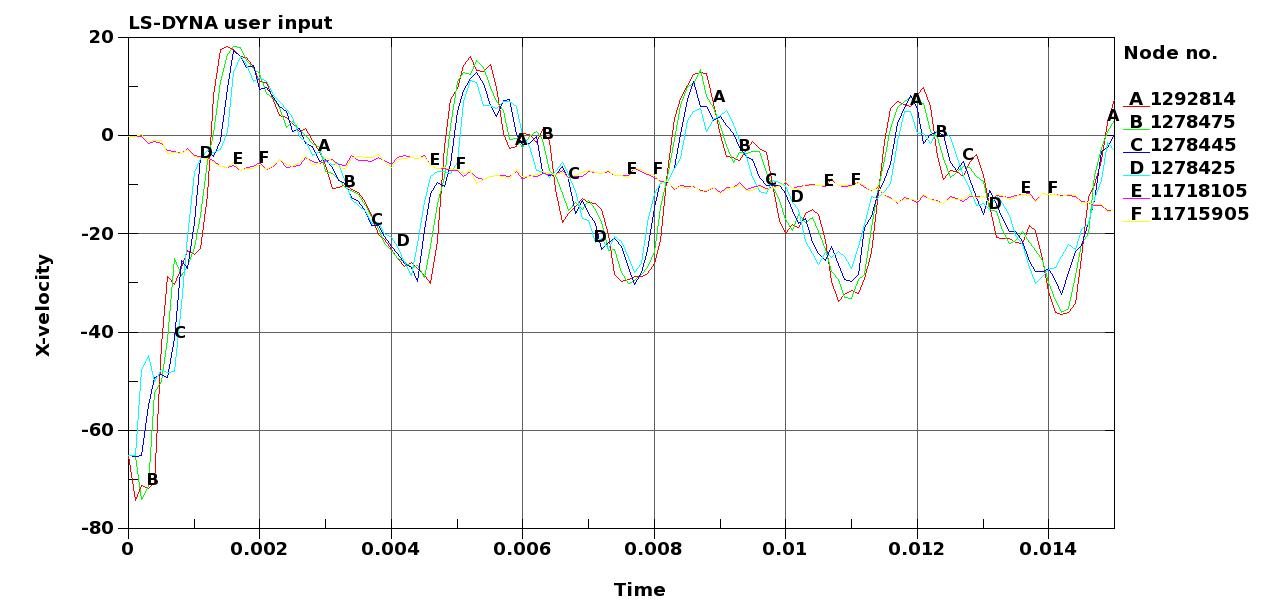 LS-DYNA user input
X-velocity
20
0
-20
-40
-60
-80
0 0.002 0.004 0.006 0.008 0.01 0.012 0.014
Time
Node no.
A 1292814
B 1278475
C 1278445
D 1278425
E 11718105
F 11715905
A A A A A
B B B B B
C C C C C
D D D D D
E E E E E
F F F F F